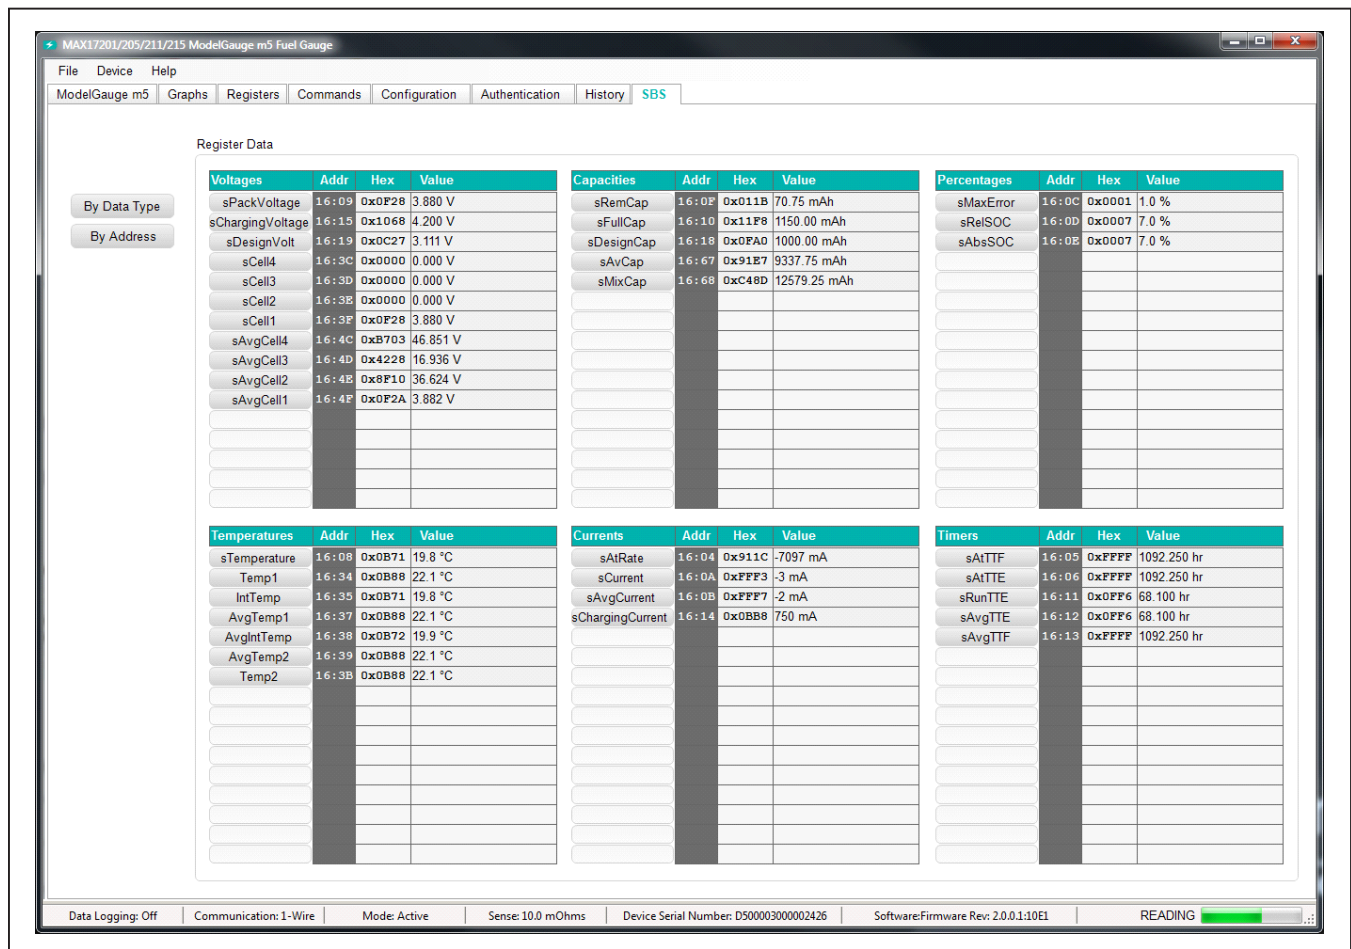 MAX17201/205/211/215 ModelGauge m5 Fuel Gauge
File Device Help
ModelGauge m5 Graphs Registers Commands Configuration Authentication History SBS
Register Data
By Data Type
By Address
Voltages Addr Hex Value
sPackVoltage 16:09 0x0F28 3.880 V
sChargingVoltage 16:15 0x1068 4.200 V
sDesignVolt 16:19 0x0C27 3.111 V
sCell4 16:3C 0x0000 0.000 V
sCell3 16:3D 0x0000 0.000 V
sCell2 16:3E 0x0000 0.000 V
sCell1 16:3F 0x0F28 3.880 V
sAvgCell4 16:4C 0xB703 46.851 V
sAvgCell3 16:4D 0x4228 16.936 V
sAvgCell2 16:4E 0x8F10 36.624 V
sAvgCell1 16:4F 0x0F2A 3.882 V
Capacities Addr Hex Value
sRemCap 16:0F 0x011B 70.75 mAh
sFullCap 16:10 0x11F8 1150.00 mAh
sDesignCap 16:18 0x0FA0 1000.00 mAh
sAvCap 16:67 0x91E7 9337.75 mAh
sMixCap 16:68 0xC48D 12579.25 mAh
Percentages Addr Hex Value
sMaxError 16:0C 0x0001 1.0 %
sRelSOC 16:0D 0x0007 7.0 %
sAbsSOC 16:0E 0x0007 7.0 %
Temperatures Addr Hex Value
sTemperature 16:08 0x0B71 19.8 °C
Temp1 16:34 0x0B88 22.1 °C
IntTemp 16:35 0x0B71 19.8 °C
AvgTemp1 16:37 0x0B88 22.1 °C
AvgIntTemp 16:38 0x0B72 19.9 °C
AvgTemp2 16:39 0x0B88 22.1 °C
Temp2 16:3B 0x0B88 22.1 °C
Currents Addr Hex Value
sAtRate 16:04 0x911C -7097 mA
sCurrent 16:0A 0xFFF3 -3 mA
sAvgCurrent 16:0B 0xFFF7 -2 mA
sChargingCurrent 16:14 0x0BB8 750 mA
Timers Addr Hex Value
sAtTTF 16:05 0xFFFF 1092.250 hr
sAtTTE 16:06 0xFFFF 1092.250 hr
sRunTTE 16:11 0x0FF6 68.100 hr
sAvgTTE 16:12 0x0FF6 68.100 hr
sAvgTTF 16:13 0xFFFF 1092.250 hr
Data Logging: Off Communication: 1-Wire Mode: Active Sense: 10.0 mOhms Device Serial Number: D500003000002426 Software:Firmware Rev: 2.0.0.1:10E1 READING